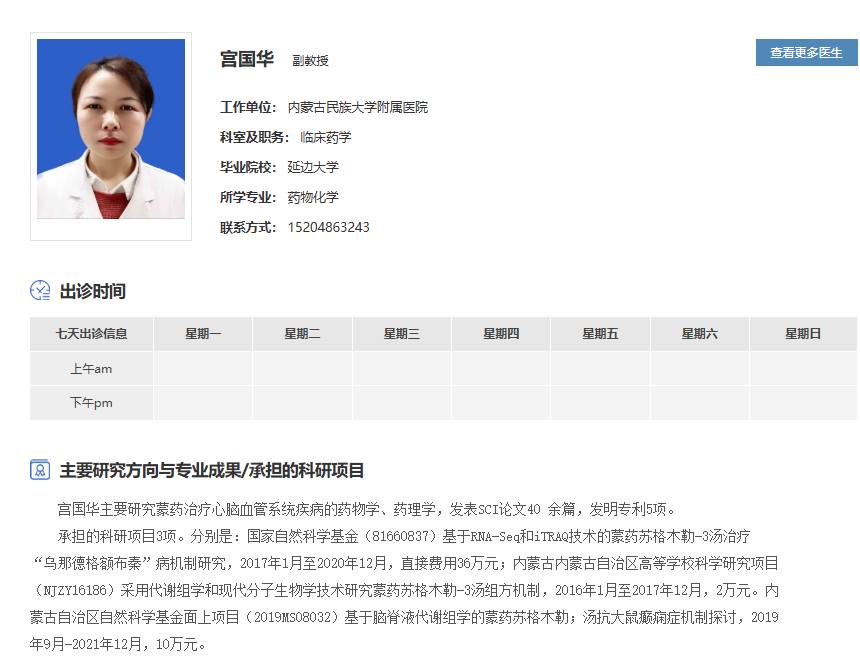 宫国华 副教授
查看更多医生
工作单位： 内蒙古民族大学附属医院
科室及职务： 临床药学
毕业院校： 延边大学
所学专业： 药物化学
联系方式： 15204863243
出诊时间
七天出诊信息 星期一 星期二 星期三 星期四 星期五 星期六 星期日
上午am
下午pm
主要研究方向与专业成果/承担的科研项目
宫国华主要研究蒙药治疗心脑血管系统疾病的药物学、药理学，发表SCI论文40 余篇，发明专利5项。
承担的科研项目3项。分别是：国家自然科学基金（81660837）基于RNA-Seq和iTRAQ技术的蒙药苏格木勒-3汤治疗
“乌那德格额布秦”病机制研究，2017年1月至2020年12月，直接费用36万元；内蒙古内蒙古自治区高等学校科学研究项目
（NJZY16186）采用代谢组学和现代分子生物学技术研究蒙药苏格木勒-3汤组方机制，2016年1月至2017年12月，2万元。内
蒙古自治区自然科学基金面上项目（2019MS08032）基于脑脊液代谢组学的蒙药苏格木勒；汤抗大鼠癫痫症机制探讨，2019
年9月-2021年12月，10万元。